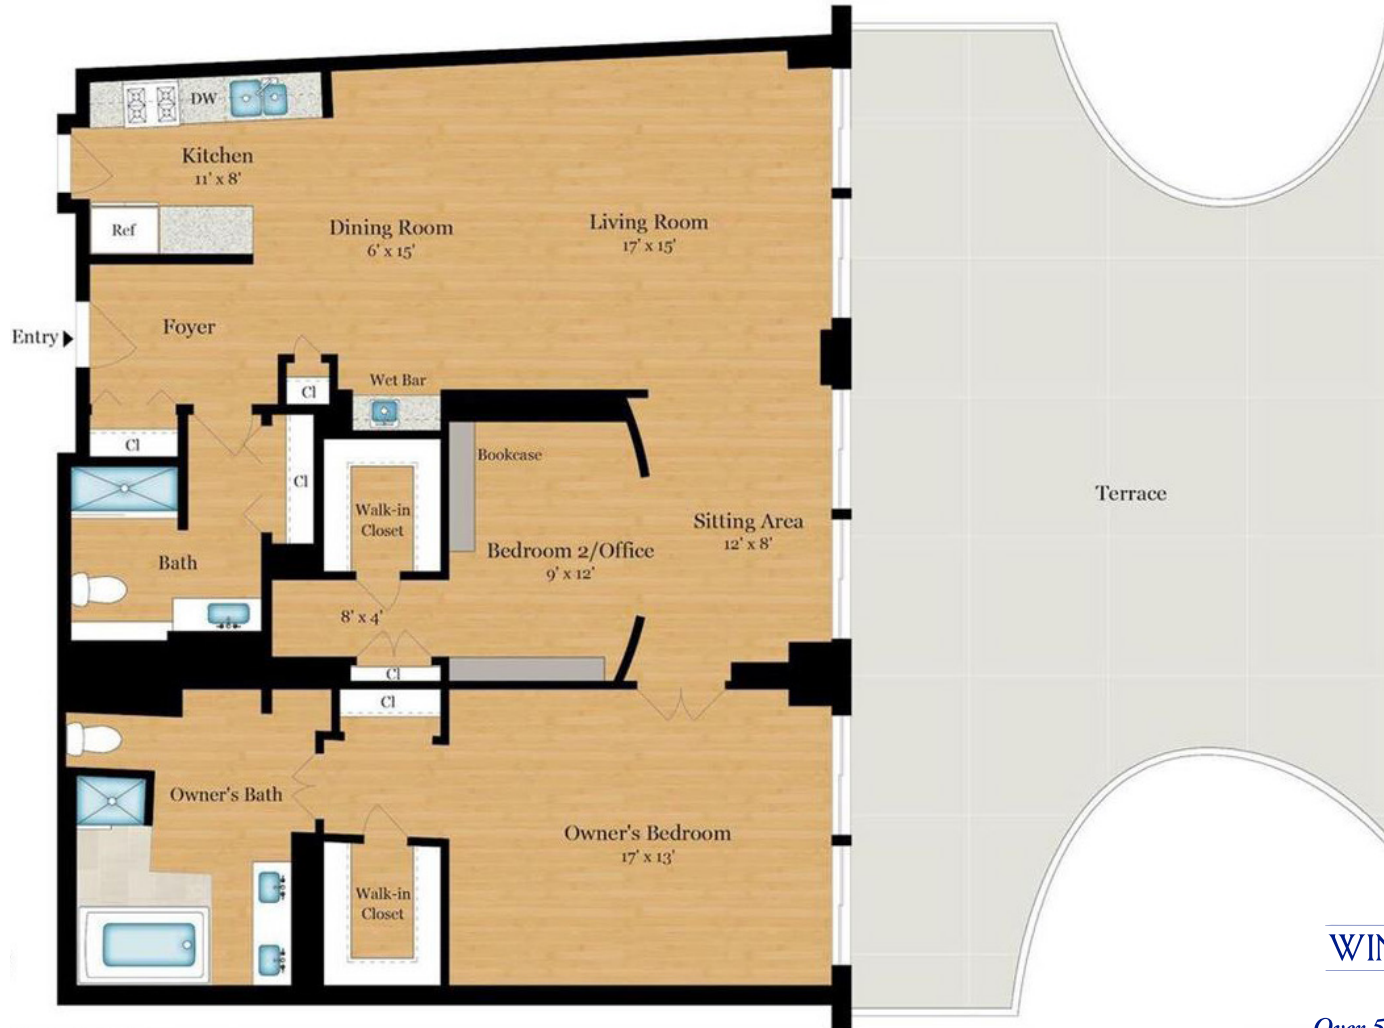 DW
Kitchen
11' x 8'
Ref
Dining Room
6' x 15'
Living Room
17' x 15'
Entry
Foyer
Cl
Wet Bar
Cl
Cl
Bookcase
Walk-in
Closet
Terrace
Sitting Area
12' x 8'
Bedroom 2/Office
9' x 12'
Bath
8' x 4'
Cl
Cl
Owner's Bath
Owner's Bedroom
17' x 13'
Walk-in
Closet
Over 5